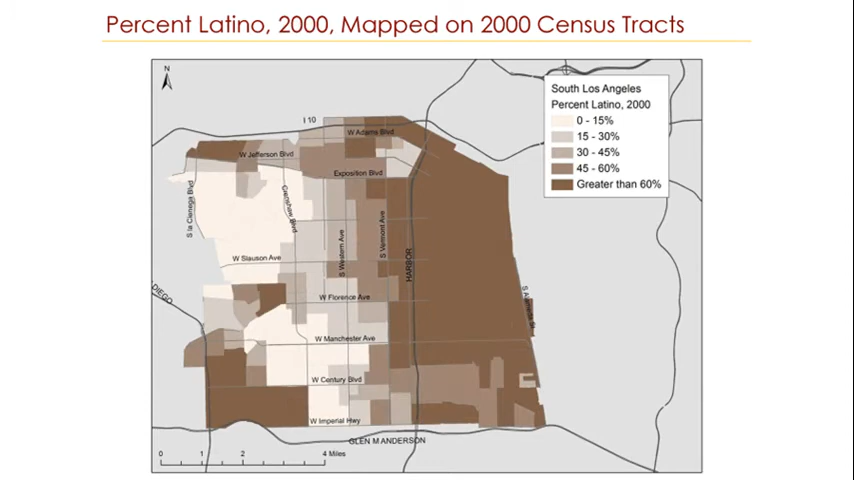 Percent Latino, 2000, Mapped on 2000 Census Tracts
N
South Los Angeles
Percent Latino, 2000
0 - 15%
15 - 30%
30 - 45%
45 - 60%
Greater than 60%
I 10
W Adams Blvd
W Jefferson Blvd
Exposition Blvd
S la Cienega Blvd
Crenshaw Blvd
S Western Ave
S Vermont Ave
HARBOR
W Slauson Ave
DIEGO
W Florence Ave
S Alameda St
W Manchester Ave
W Century Blvd
W Imperial Hwy
GLEN M ANDERSON
0 1 2 4 Miles